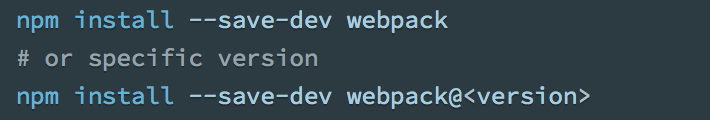 npm install --save-dev webpack
# or specific version
npm install --save-dev webpack@<version>